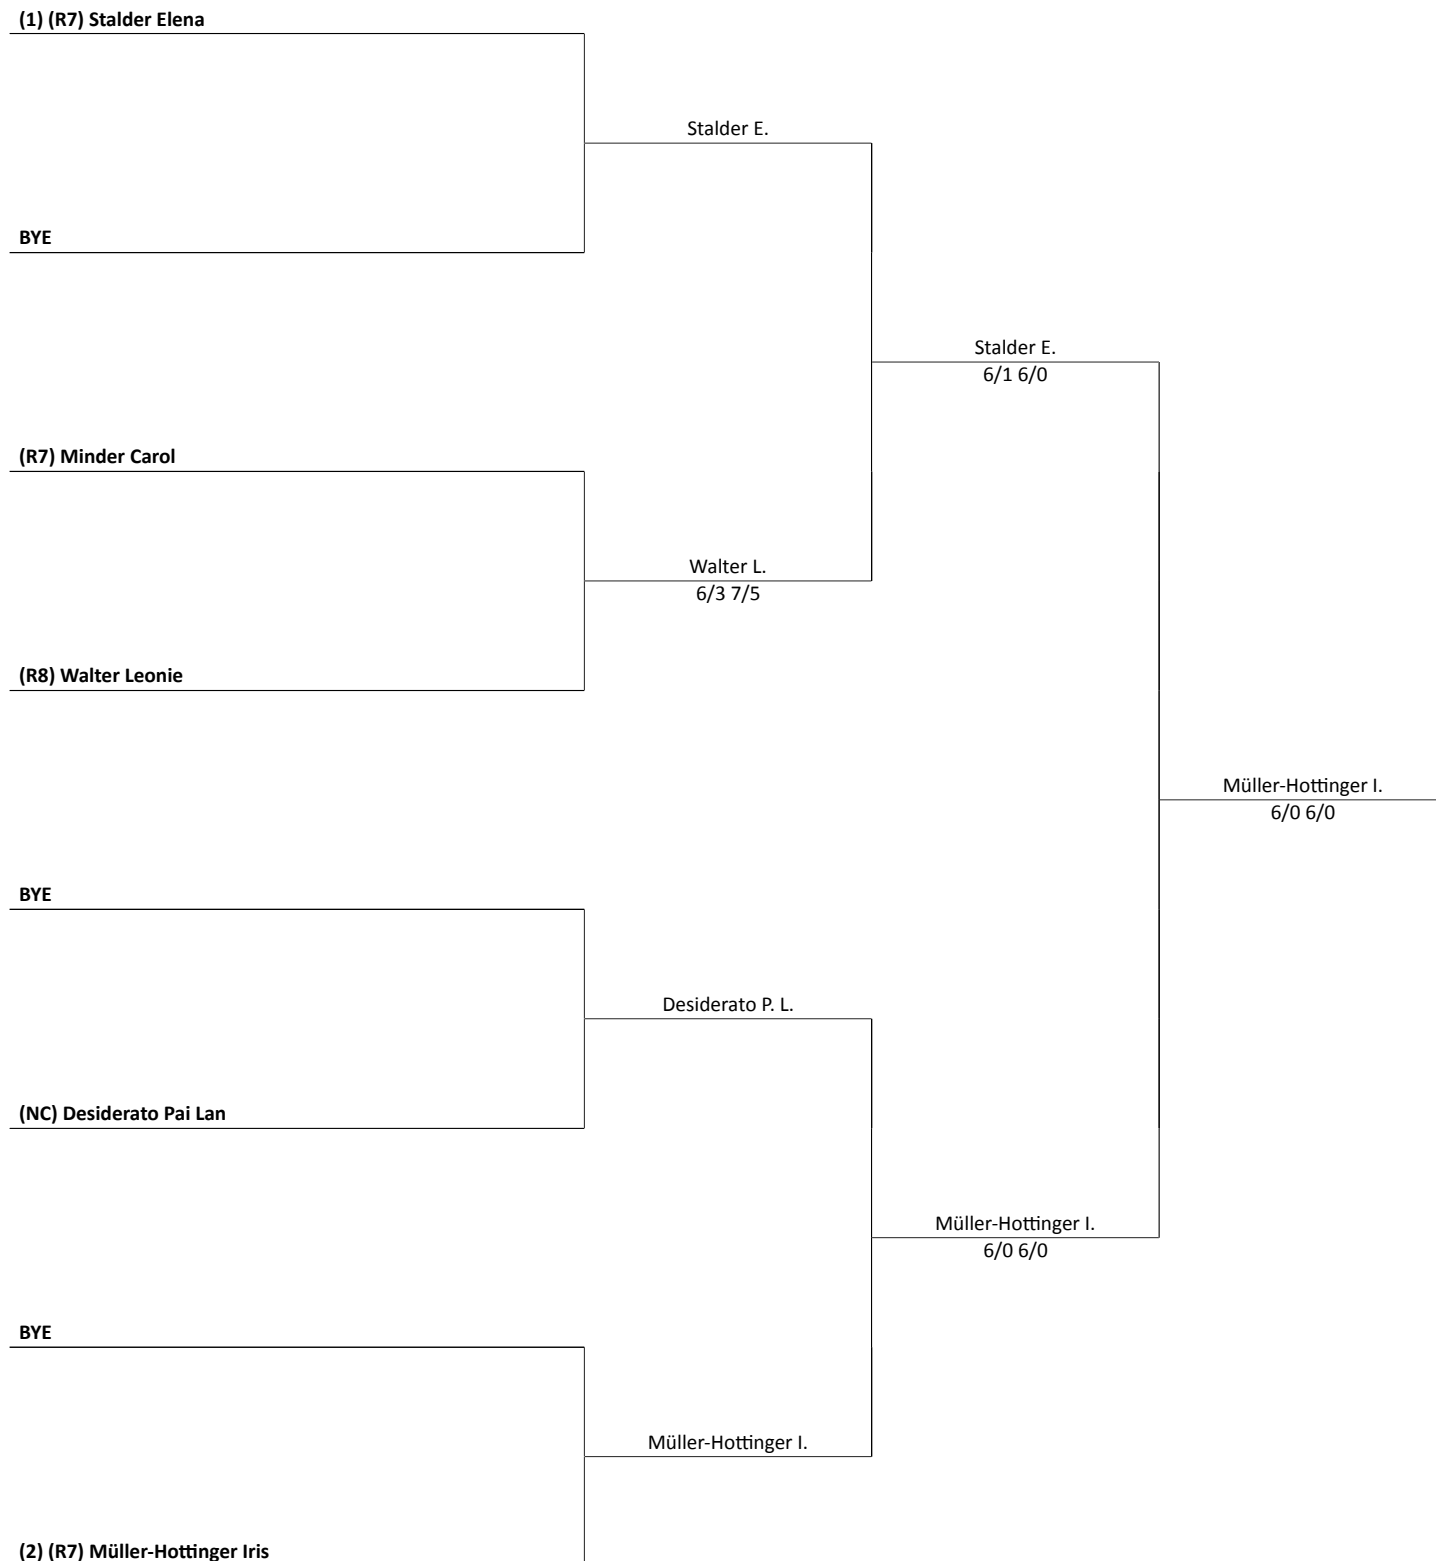 (1) (R7) Stalder Elena
Stalder E.
BYE
Stalder E.
6/1 6/0
(R7) Minder Carol
Walter L.
6/3 7/5
(R8) Walter Leonie
Müller-Hottinger I.
6/0 6/0
BYE
Desiderato P. L.
(NC) Desiderato Pai Lan
Müller-Hottinger I.
6/0 6/0
BYE
Müller-Hottinger I.
(2) (R7) Müller-Hottinger Iris